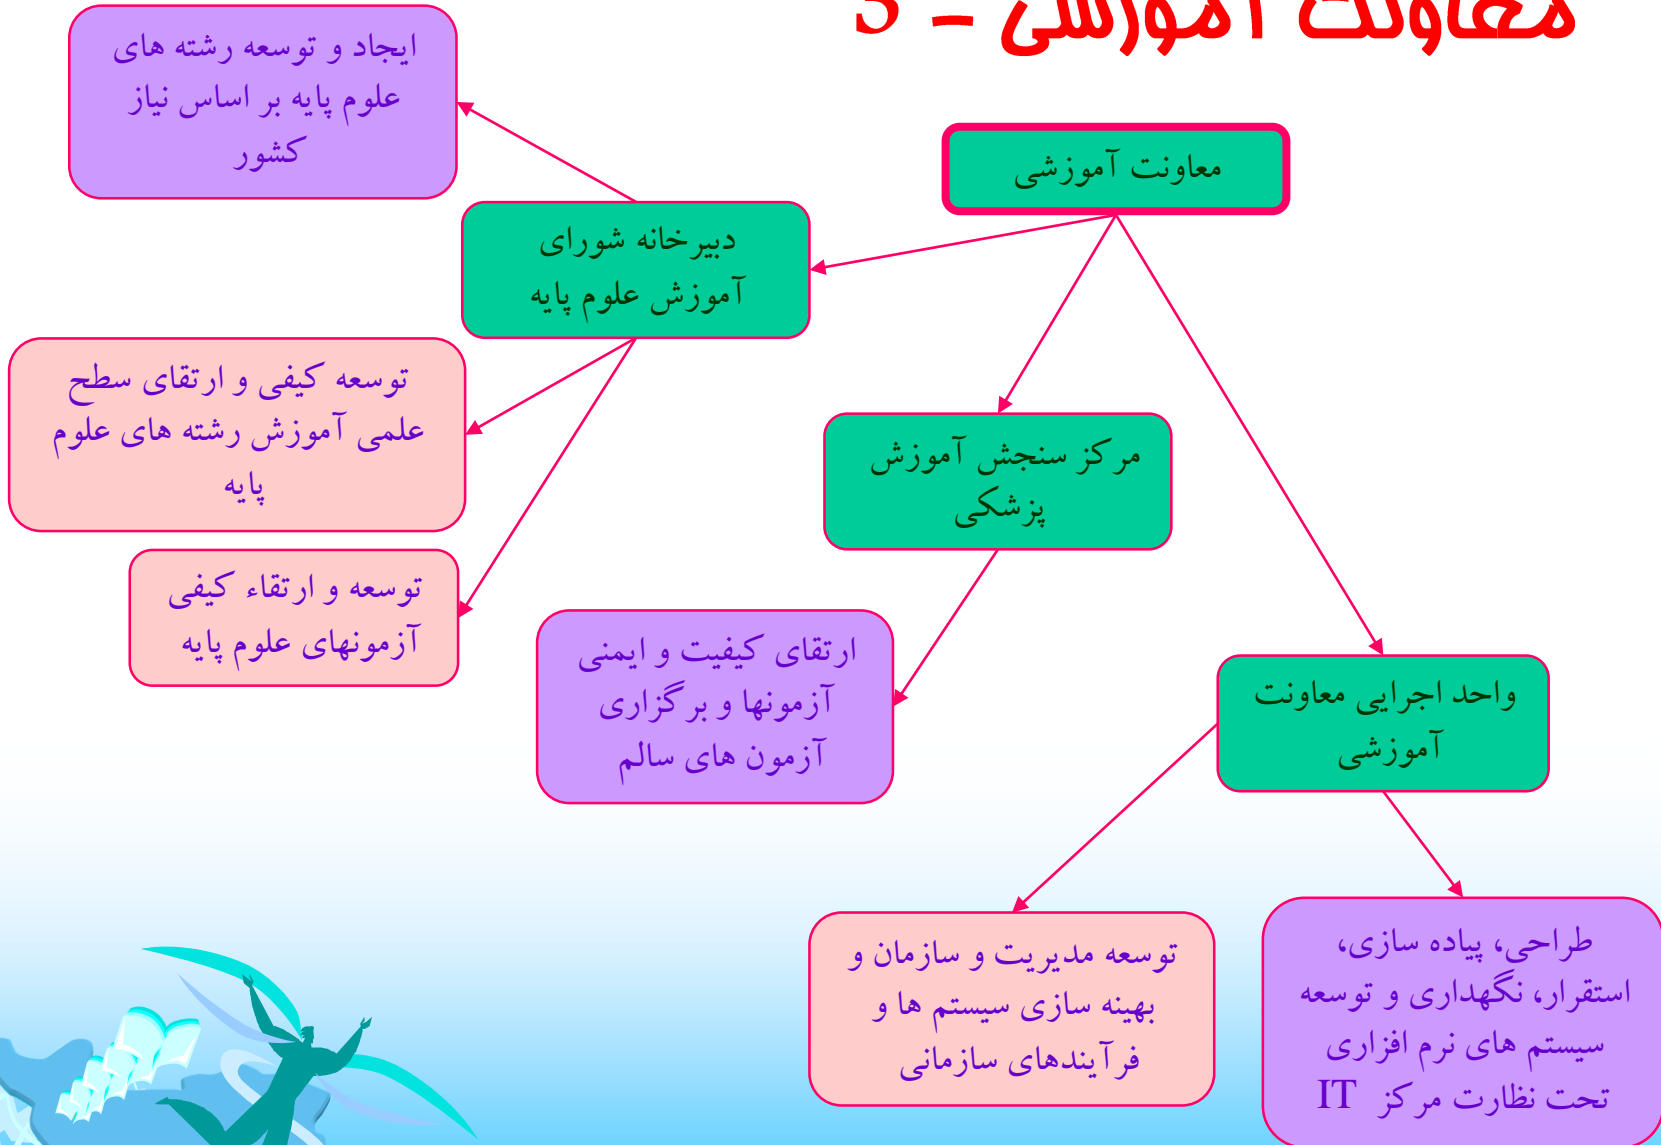 معاونت آموزشی - 3
معاونت آموزشی
دبیرخانه شورای
آموزش علوم پایه
ایجاد و توسعه رشته های
علوم پایه بر اساس نیاز
کشور
توسعه کیفی و ارتقای سطح
علمی آموزش رشته های علوم
پایه
توسعه و ارتقاء کیفی
آزمونهای علوم پایه
مرکز سنجش آموزش
پزشکی
ارتقای کیفیت و ایمنی
آزمونها و برگزاری
آزمون های سالم
واحد اجرایی معاونت
آموزشی
طراحی، پیاده سازی،
استقرار، نگهداری و توسعه
سیستم های نرم افزاری
تحت نظارت مرکز IT
توسعه مدیریت و سازمان و
بهینه سازی سیستم ها و
فرآیندهای سازمانی